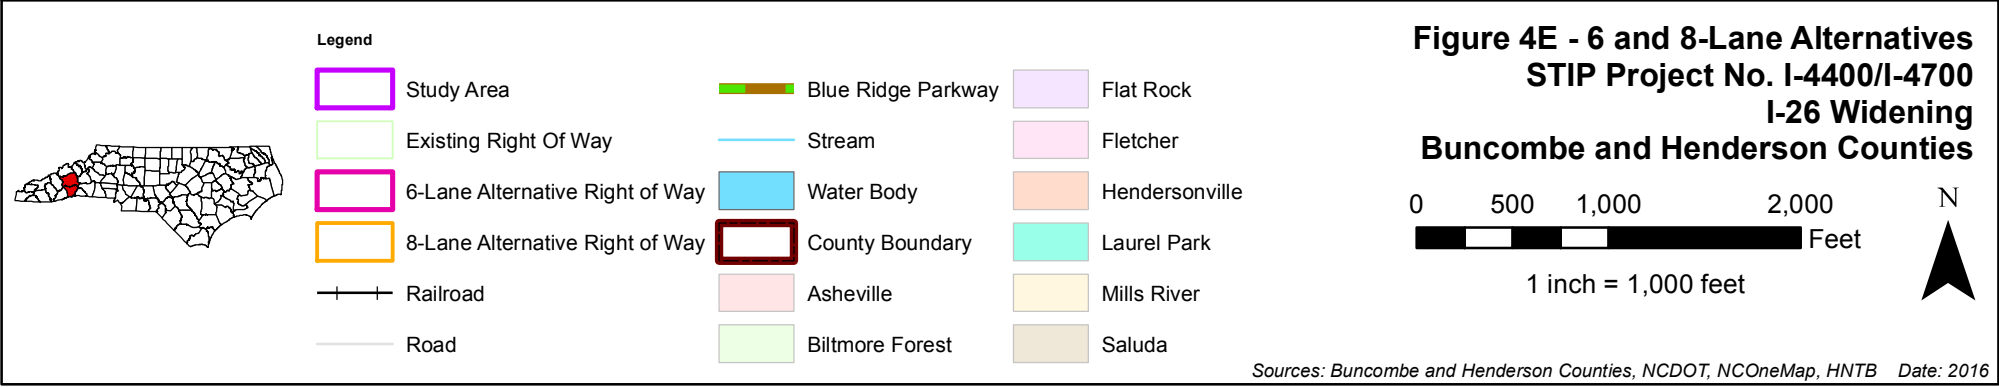 Legend
Study Area
Existing Right Of Way
6-Lane Alternative Right of Way
8-Lane Alternative Right of Way
Railroad
Road
Blue Ridge Parkway
Stream
Water Body
County Boundary
Asheville
Biltmore Forest
Flat Rock
Fletcher
Hendersonville
Laurel Park
Mills River
Saluda
Figure 4E - 6 and 8-Lane Alternatives
STIP Project No. I-4400/I-4700
I-26 Widening
Buncombe and Henderson Counties
0 500 1,000 2,000
Feet
1 inch = 1,000 feet
N
Sources: Buncombe and Henderson Counties, NCDOT, NCOneMap, HNTB Date: 2016